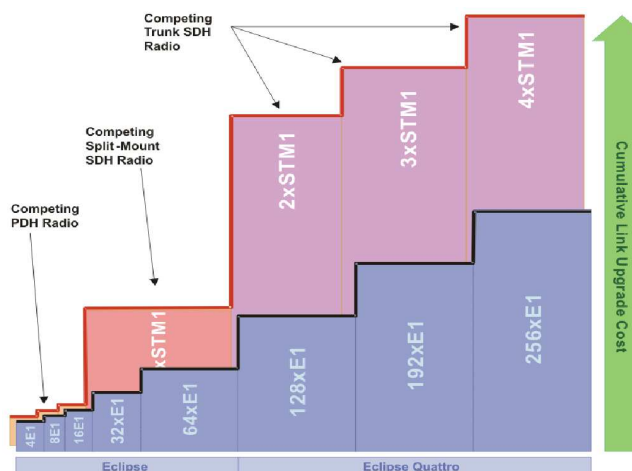 Competing
Trunk SDH
Radio
Competing
Split-Mount
SDH Radio
Competing
PDH Radio
2xSTM1
3xSTM1
4xSTM1
xSTM1
4E1
8E1
16E1
32xE1
64xE1
128xE1
192xE1
256xE1
Cumulative Link Upgrade Cost
Eclipse
Eclipse Quattro